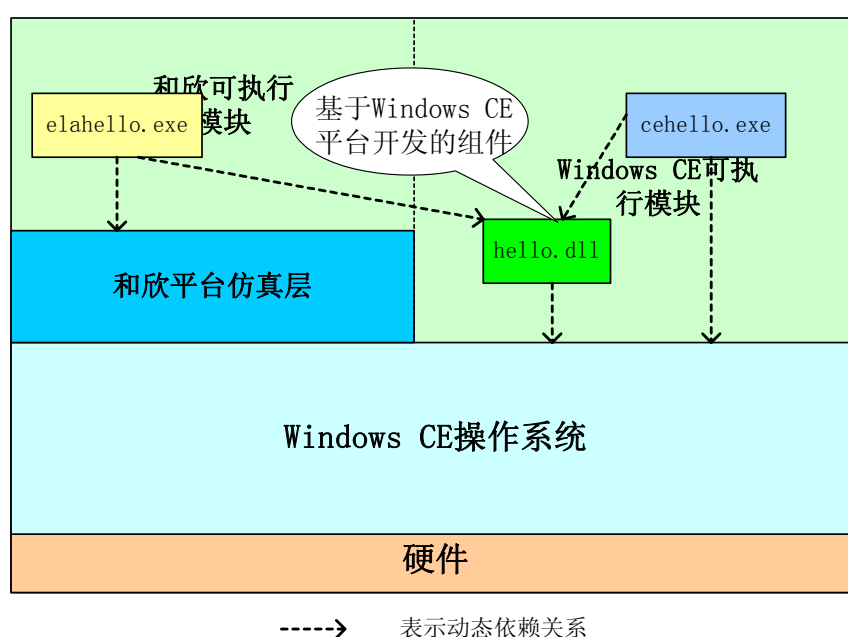 和欣可执行
模块
elahello.exe
基于Windows CE
平台开发的组件
cehello.exe
Windows CE可执
行模块
hello.dll
和欣平台仿真层
Windows CE操作系统
硬件
表示动态依赖关系